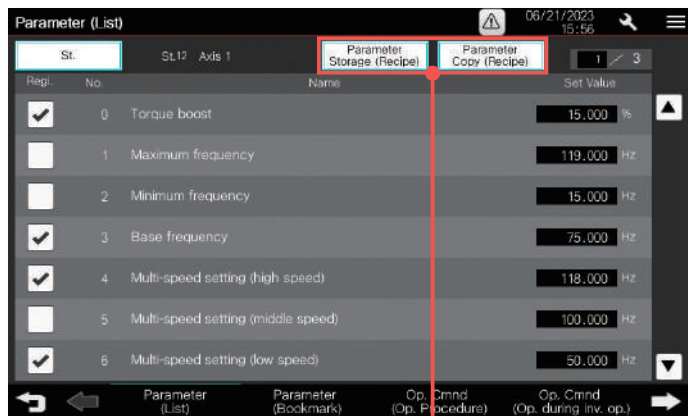 Parameter (List)
06/21/2023
15:56
St.
St.12 Axis 1
Parameter
Storage (Recipe)
Parameter
Copy (Recipe)
1 / 3
Regi. No. Name Set Value
0 Torque boost 15.000 %
1 Maximum frequency 119.000 Hz
2 Minimum frequency 15.000 Hz
3 Base frequency 75.000 Hz
4 Multi-speed setting (high speed) 118.000 Hz
5 Multi-speed setting (middle speed) 100.000 Hz
6 Multi-speed setting (low speed) 50.000 Hz
Parameter
(List)
Parameter
(Bookmark)
Op. Cmnd
(Op. Procedure)
Op. Cmnd
(Op. during inv. op.)